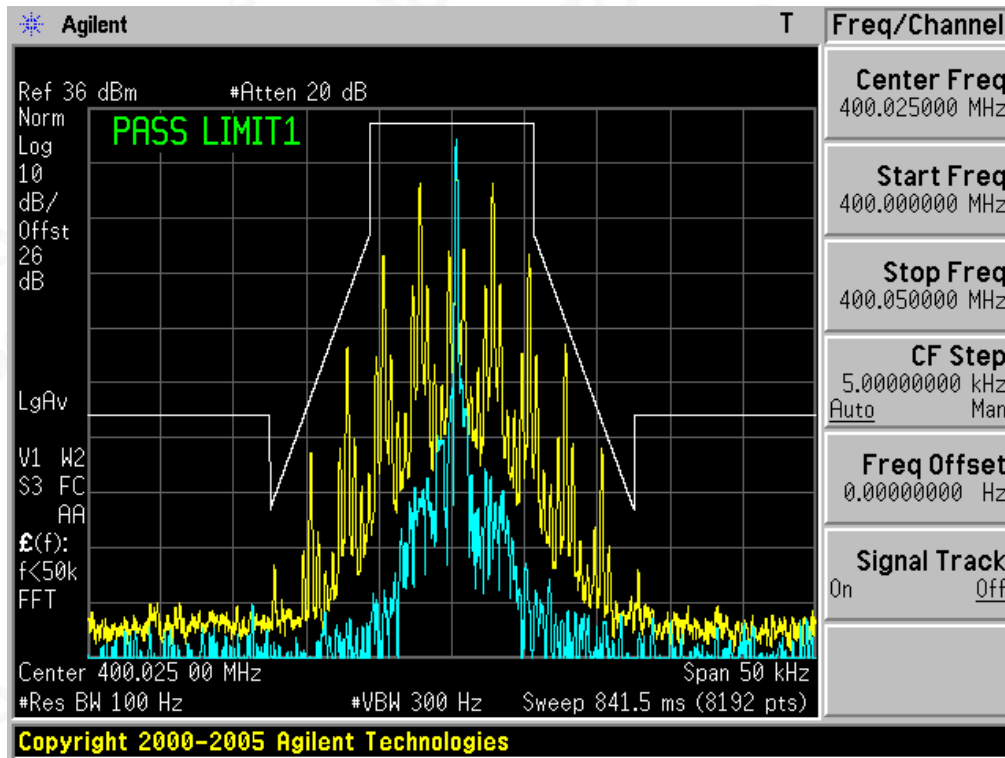 Agilent T
Freq/Channel
Ref 36 dBm #Atten 20 dB
Norm
Log
10
dB/
Offst
26
dB
PASS LIMIT1
LgAv
V1 W2
S3 FC
AA
£(f):
f<50k
FFT
Center 400.025 00 MHz Span 50 kHz
#Res BW 100 Hz #VBW 300 Hz Sweep 841.5 ms (8192 pts)
Copyright 2000-2005 Agilent Technologies
Center Freq
400.025000 MHz
Start Freq
400.000000 MHz
Stop Freq
400.050000 MHz
CF Step
5.00000000 kHz
Auto Man
Freq Offset
0.00000000 Hz
Signal Track
On Off